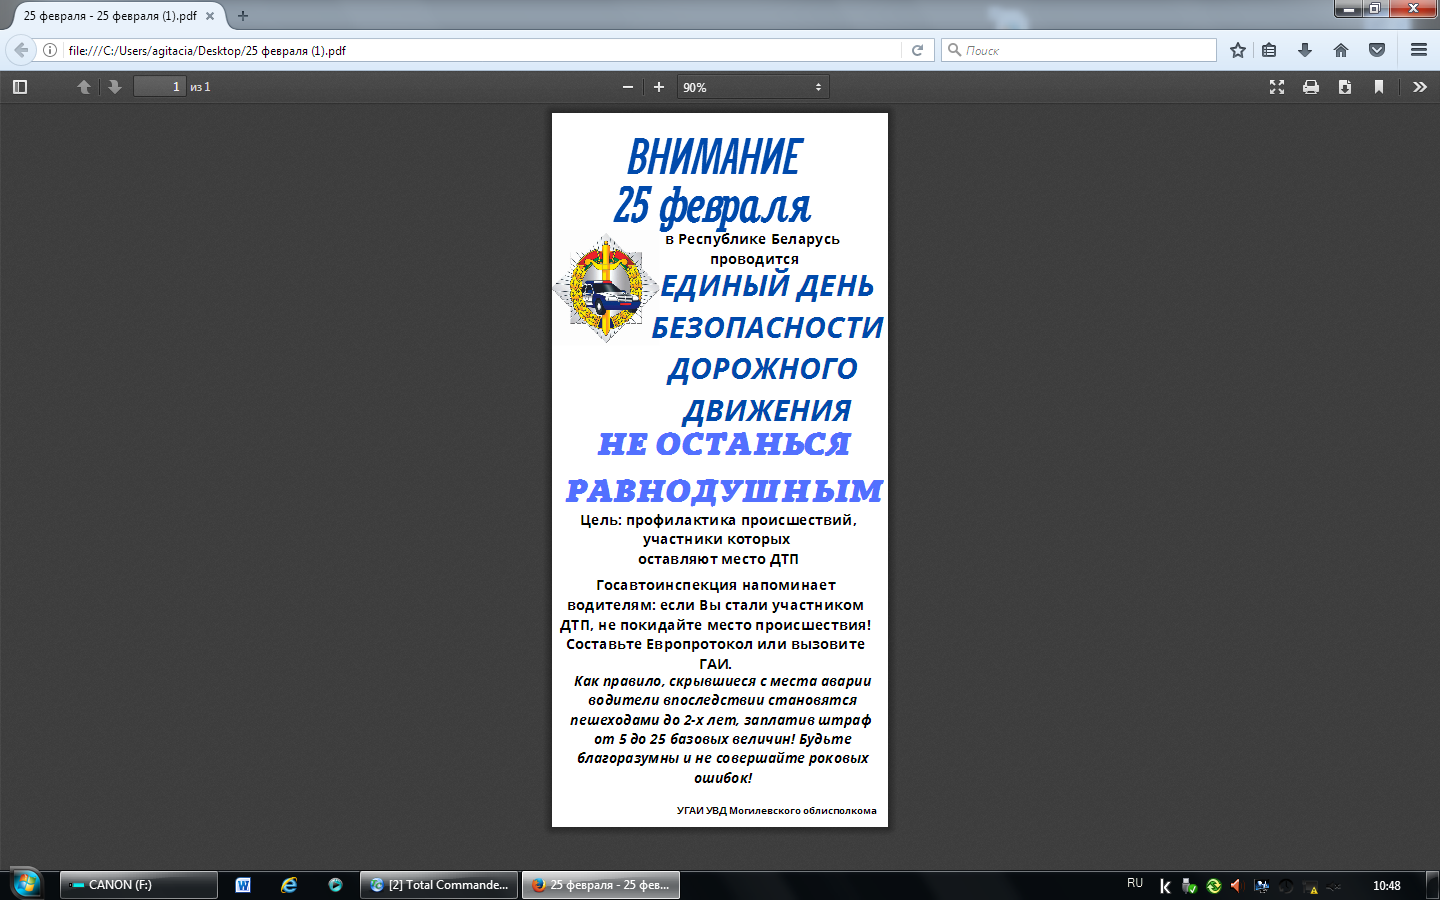 25 февраля - 25 февраля (1).pdf
file:///C:/Users/agitacia/Desktop/25 февраля (1).pdf
Поиск
1 из 1
90%
ВНИМАНИЕ
25 февраля
в Республике Беларусь
проводится
ЕДИНЫЙ ДЕНЬ
БЕЗОПАСНОСТИ
ДОРОЖНОГО
ДВИЖЕНИЯ
НЕ ОСТАНЬСЯ
РАВНОДУШНЫМ
Цель: профилактика происшествий,
участники которых
оставляют место ДТП
Госавтоинспекция напоминает
водителям: если Вы стали участником
ДТП, не покидайте место происшествия!
Составьте Европротокол или вызовите
ГАИ.
Как правило, скрывшиеся с места аварии
водители впоследствии становятся
пешеходами до 2-х лет, заплатив штраф
от 5 до 25 базовых величин! Будьте
благоразумны и не совершайте роковых
ошибок!
УГАИ УВД Могилевского облисполкома
CANON (F:)
[2] Total Commande...
25 февраля - 25 фев...
RU
10:48